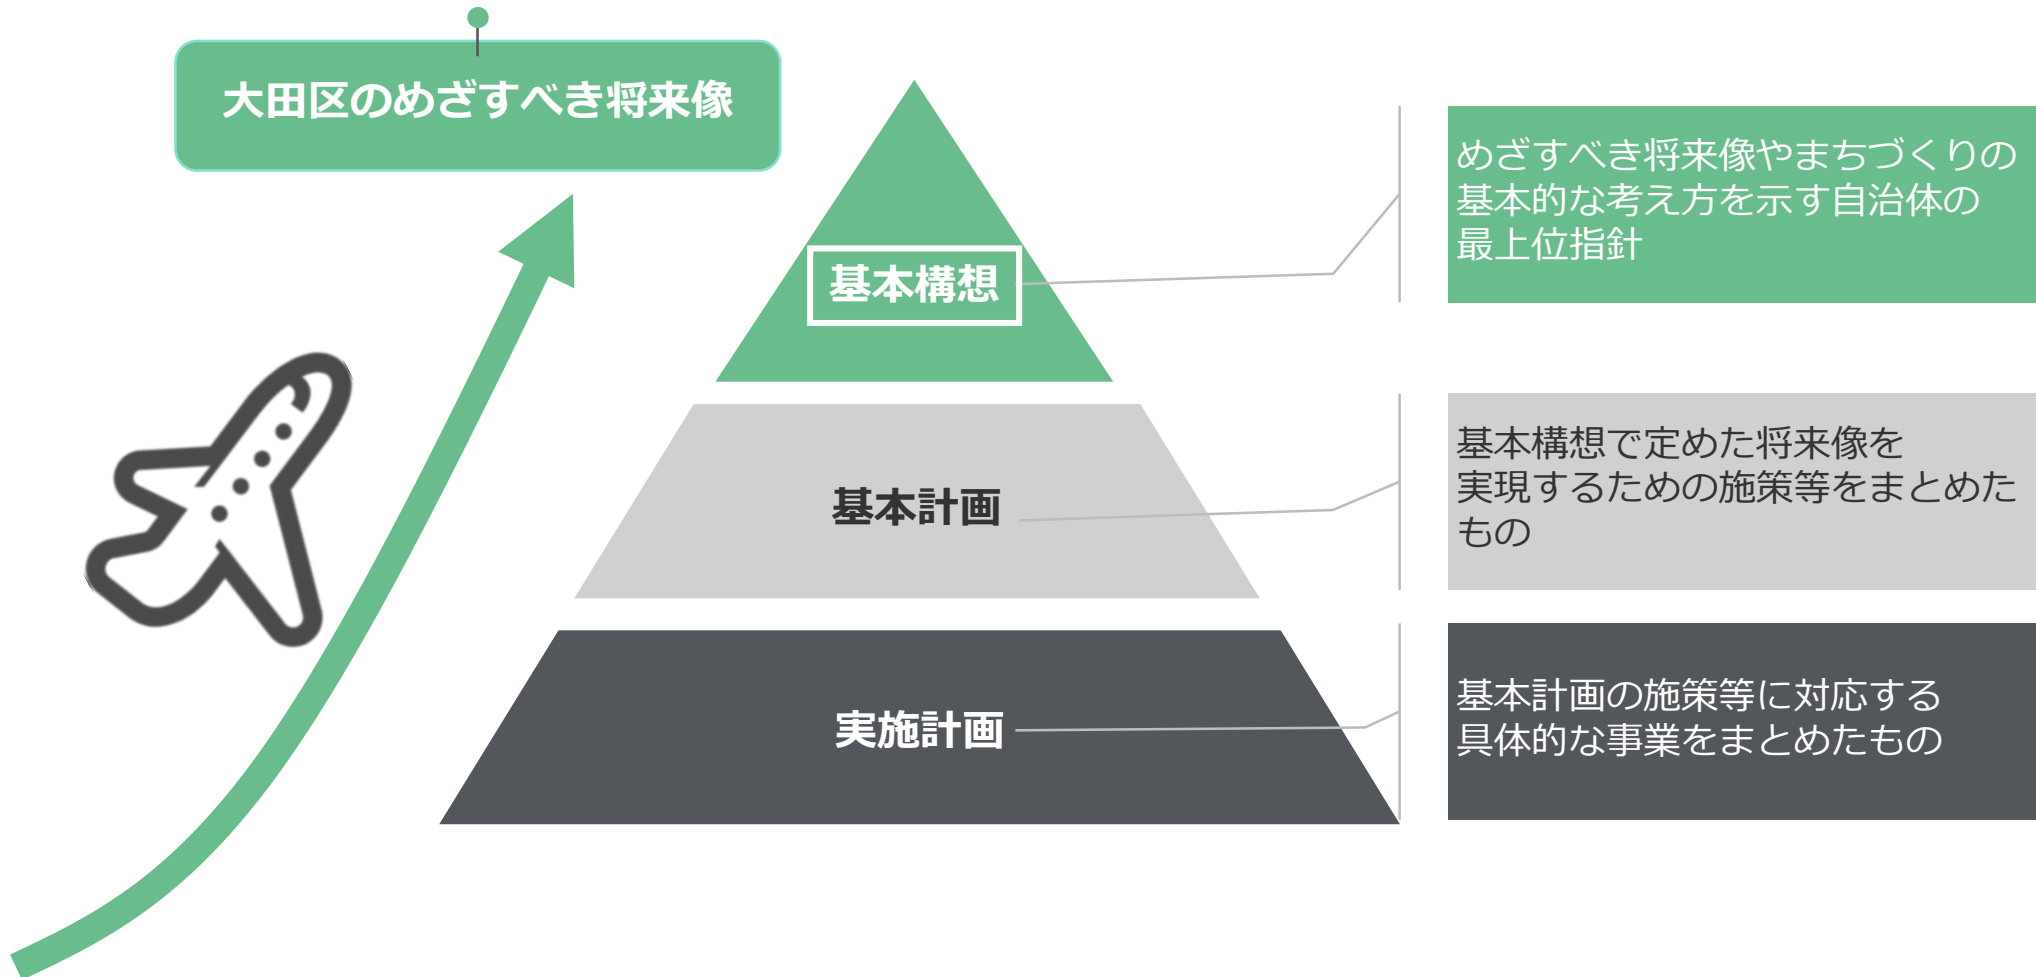 大田区のめざすべき将来像
基本構想
めざすべき将来像やまちづくりの
基本的な考え方を示す自治体の
最上位指針
基本計画
基本構想で定めた将来像を
実現するための施策等をまとめた
もの
実施計画
基本計画の施策等に対応する
具体的な事業をまとめたもの